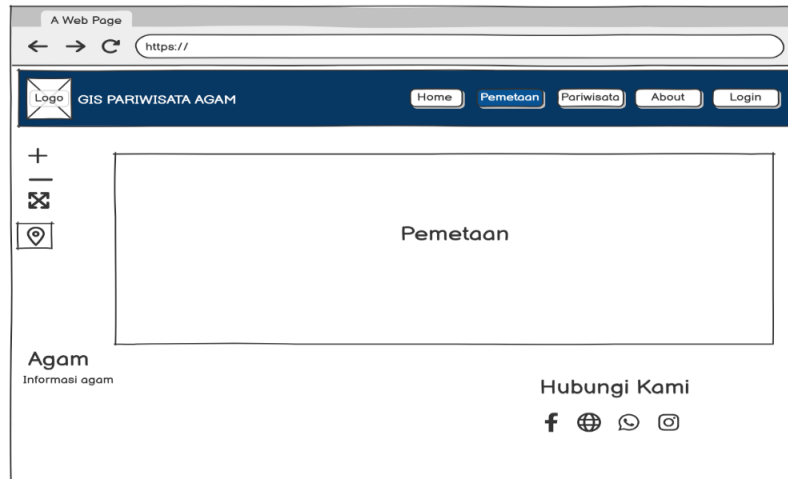 A Web Page
https://
Logo
GIS PARIWISATA AGAM
Home
Pemetaan
Pariwisata
About
Login
Pemetaan
Agam
Informasi agam
Hubungi Kami